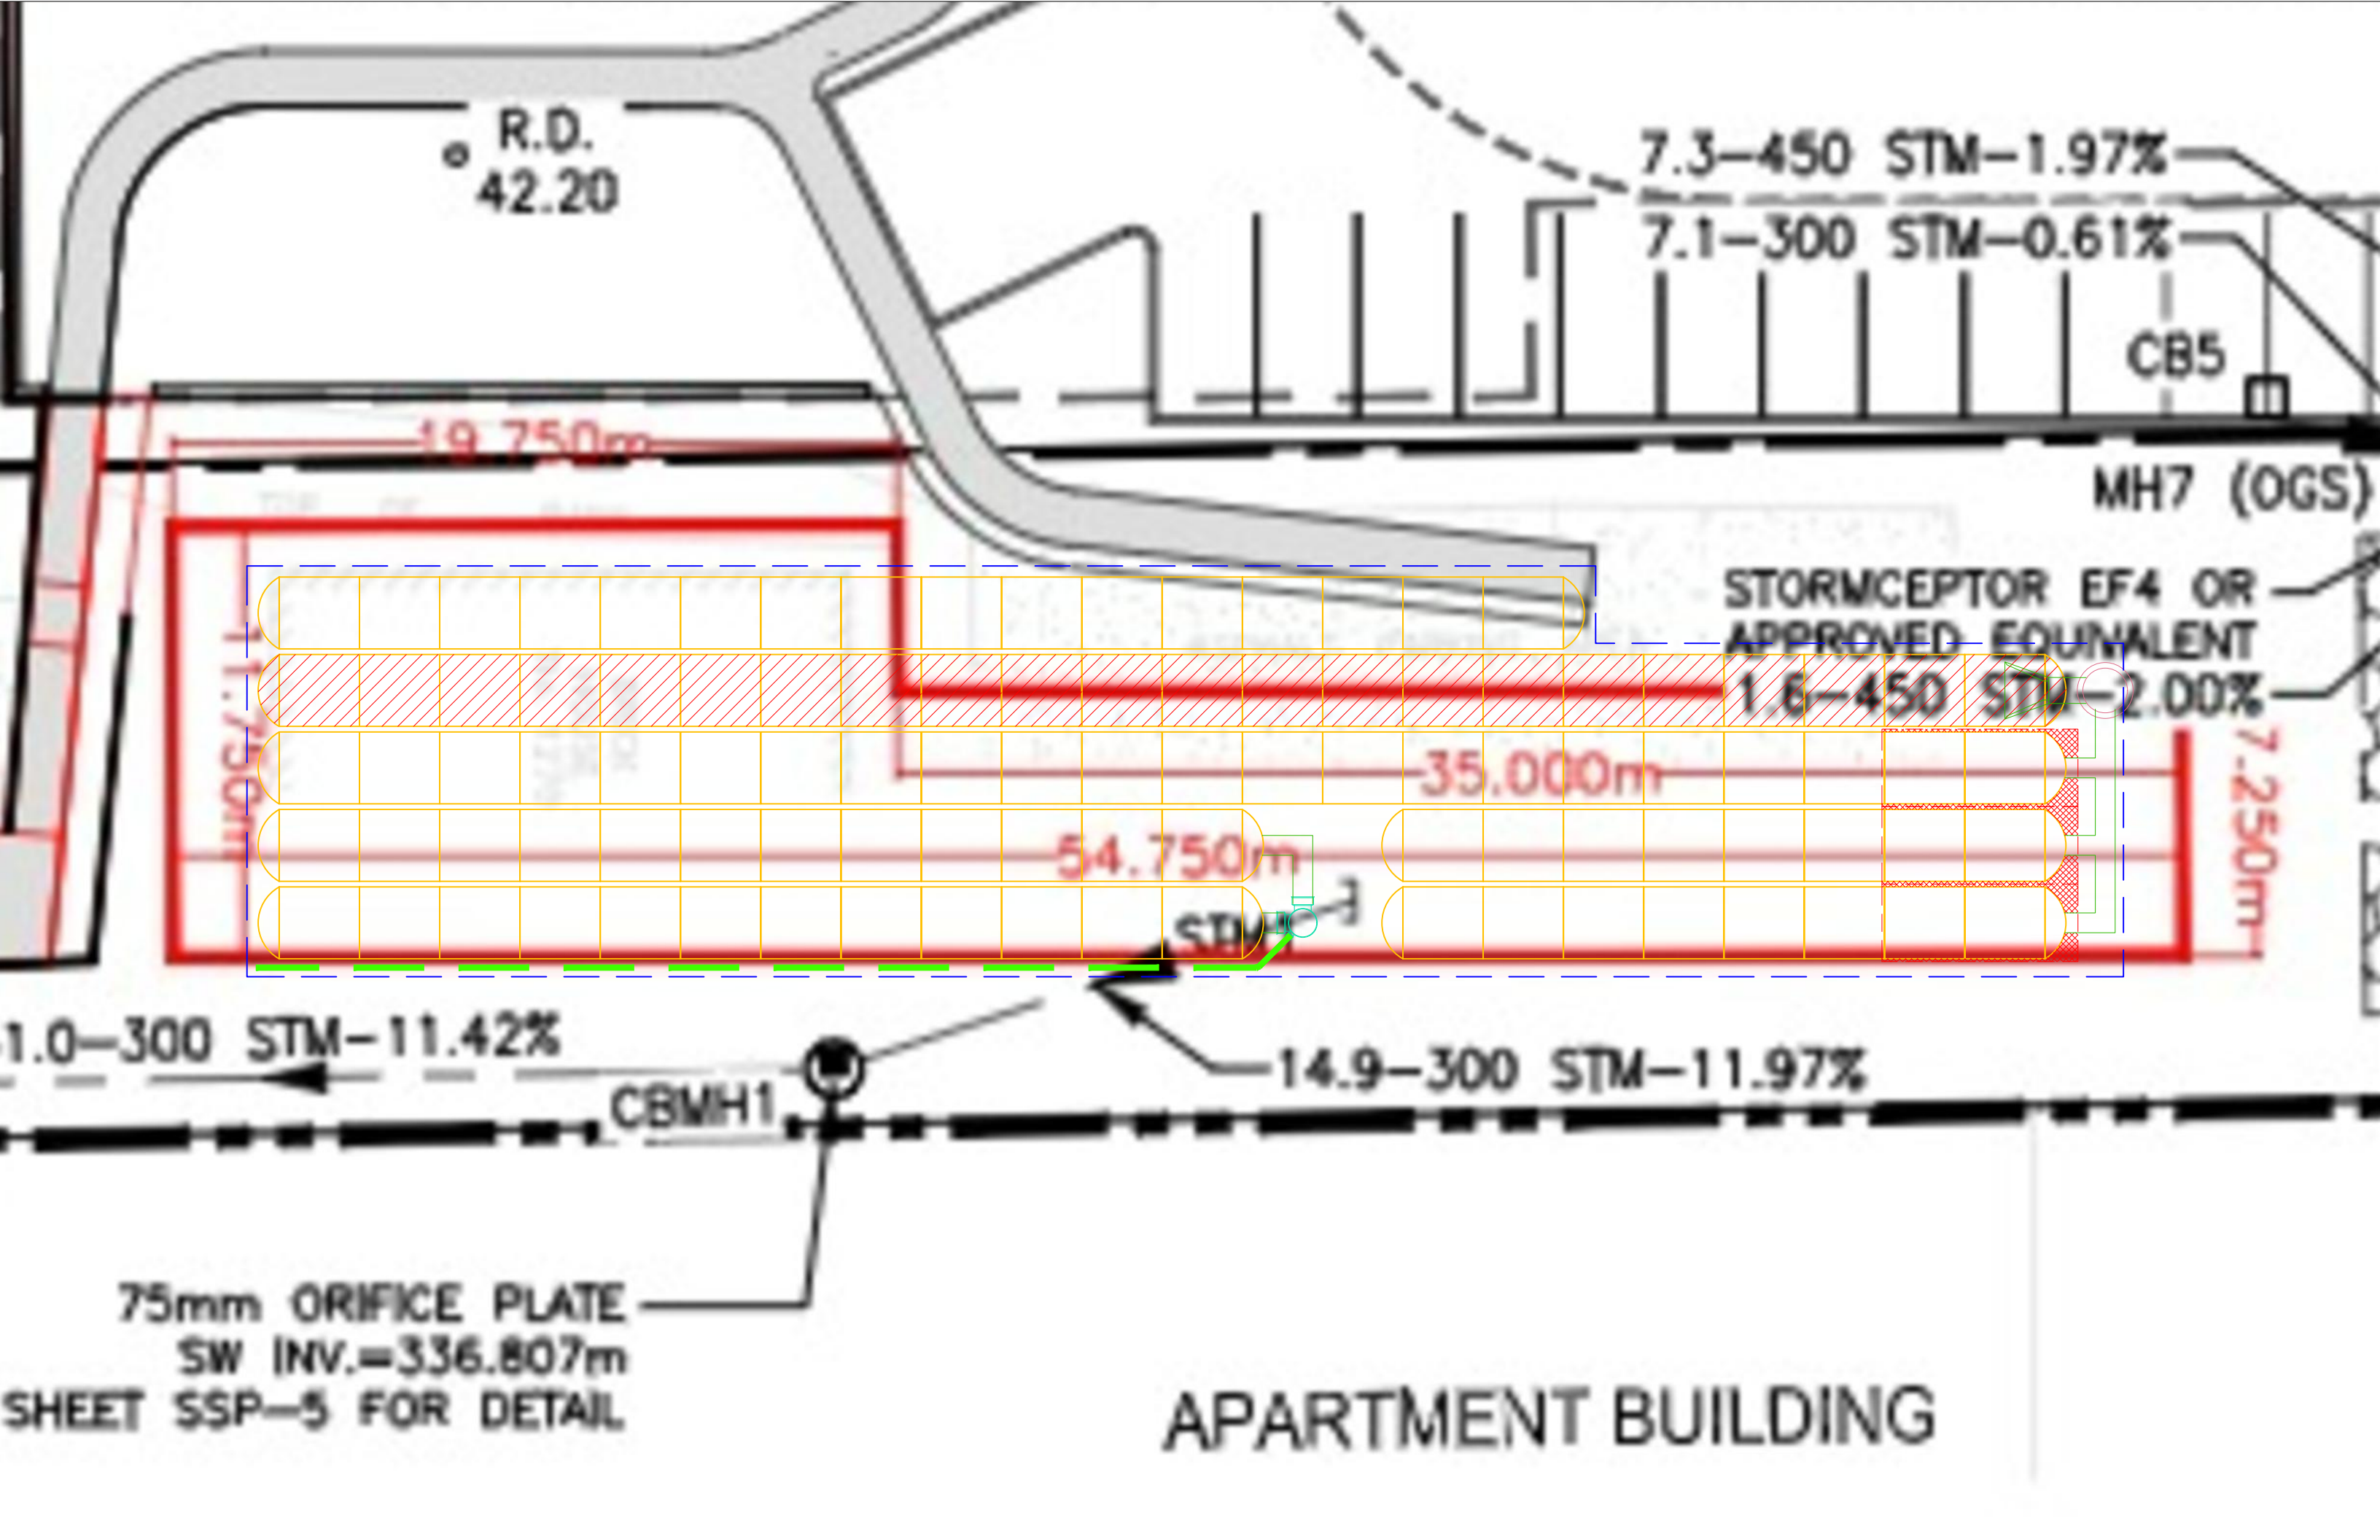 R.D.
42.20
7.3-450 STM-1.97%
7.1-300 STM-0.61%
CB5
19.750m
MH7 (OGS)
STORMCEPTOR EF4 OR
APPROVED EQUIVALENT
1.6-450 STM-2.00%
11.750m
35.000m
7.250m
54.750m
1.0-300 STM-11.42%
CBMH1
14.9-300 STM-11.97%
75mm ORIFICE PLATE
SW INV.=336.807m
SHEET SSP-5 FOR DETAIL
APARTMENT BUILDING